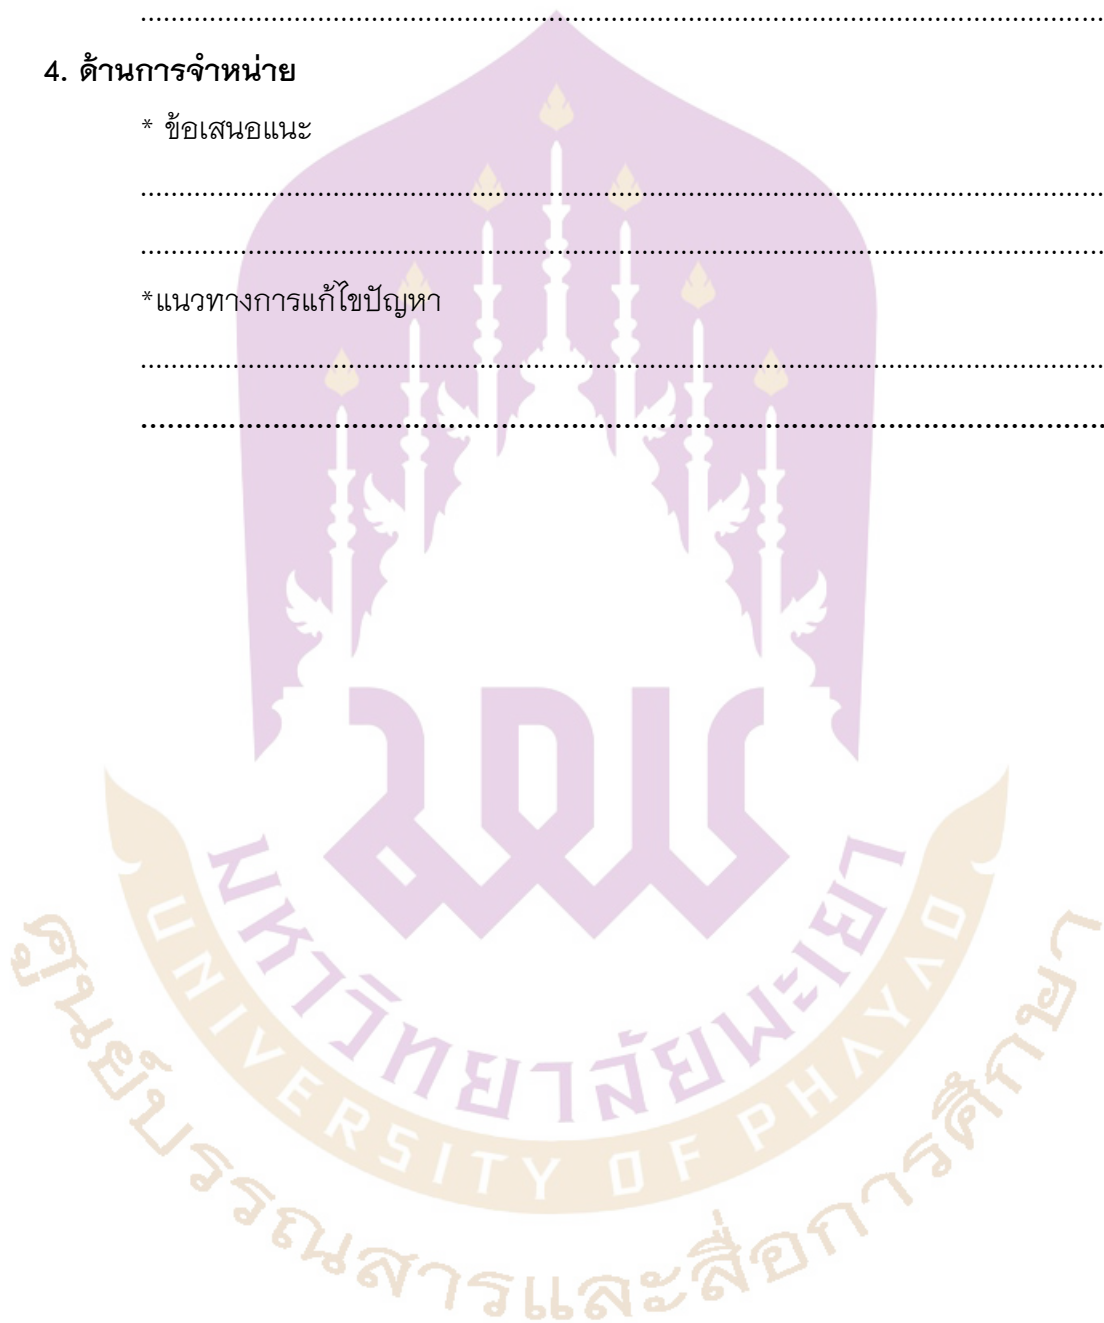 ................................................................................................................................
4. ด้านการจำหน่าย
* ข้อเสนอแนะ
................................................................................................................................
................................................................................................................................
*แนวทางการแก้ไขปัญหา
................................................................................................................................
................................................................................................................................
มพ
มหาวิทยาลัยพะเยา
UNIVERSITY OF PHAYAO
ศูนย์บรรณสารและสื่อการศึกษา